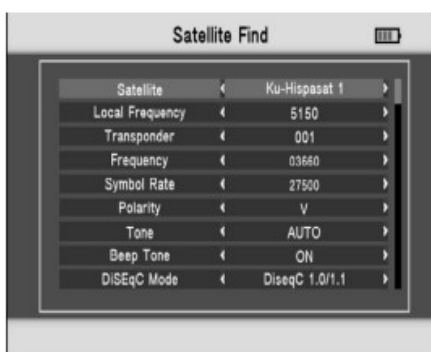 Satellite Find
Satellite Ku-Hispasat 1
Local Frequency 5150
Transponder 001
Frequency 03660
Symbol Rate 27500
Polarity V
Tone AUTO
Beep Tone ON
DiSEqC Mode DiseqC 1.0/1.1